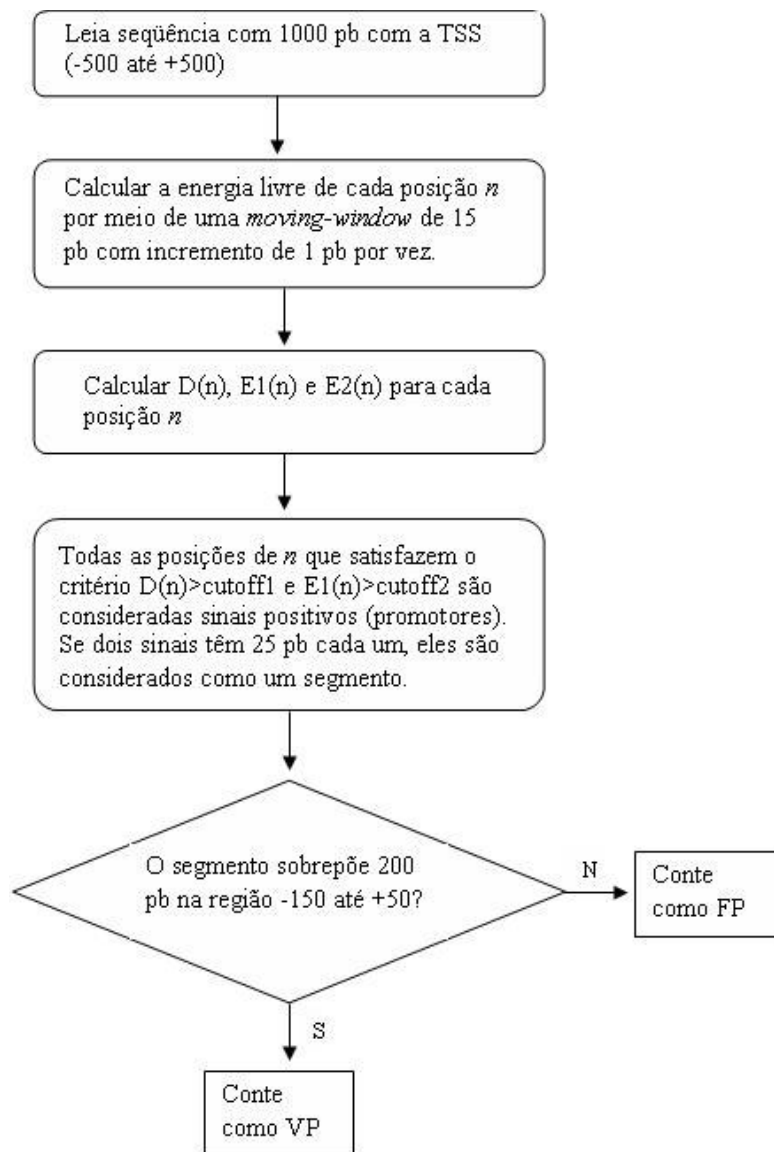 Leia seqüência com 1000 pb com a TSS
(-500 até +500)
Calcular a energia livre de cada posição n
por meio de uma moving-window de 15
pb com incremento de 1 pb por vez.
Calcular D(n), E1(n) e E2(n) para cada
posição n
Todas as posições de n que satisfazem o
critério D(n)>cutoff1 e E1(n)>cutoff2 são
consideradas sinais positivos (promotores).
Se dois sinais têm 25 pb cada um, eles são
considerados como um segmento.
O segmento sobrepõe 200
pb na região -150 até +50?
N
Conte
como FP
S
Conte
como VP